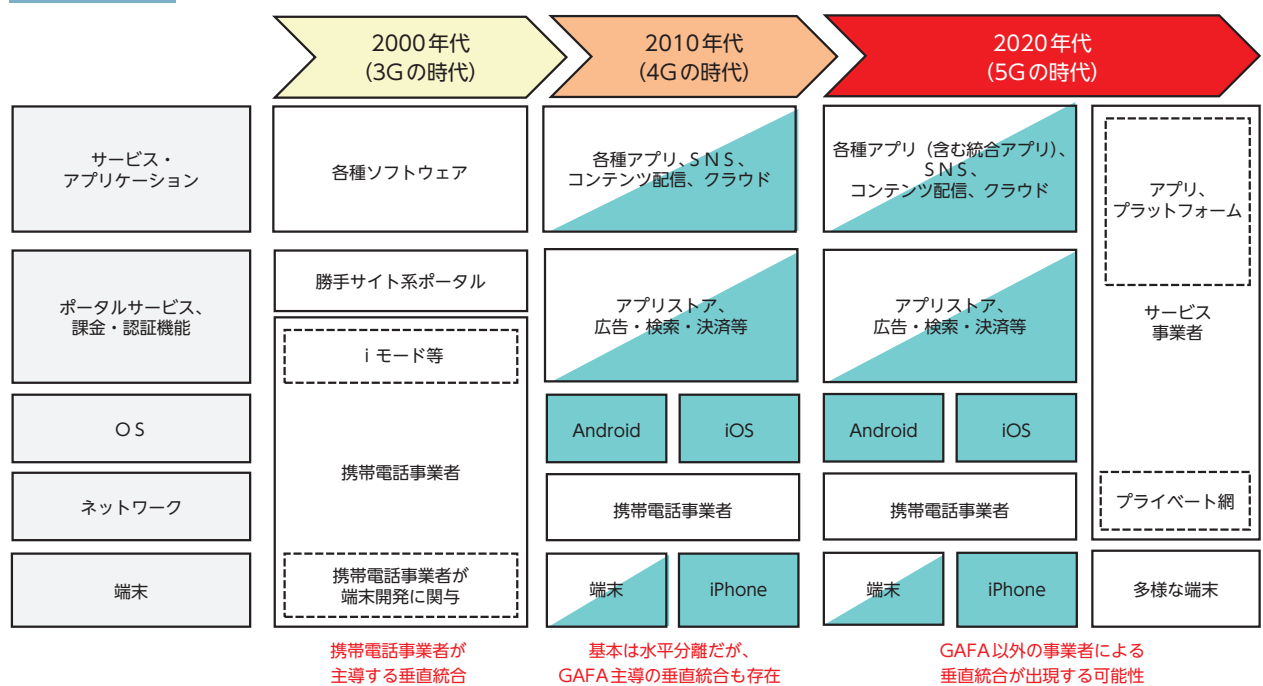 2000年代
(3Gの時代)
2010年代
(4Gの時代)
2020年代
(5Gの時代)
サービス・
アプリケーション
各種ソフトウェア
各種アプリ、ＳＮＳ、
コンテンツ配信、クラウド
各種アプリ（含む統合アプリ）、
ＳＮＳ、
コンテンツ配信、クラウド
アプリ、
プラットフォーム
ポータルサービス、
課金・認証機能
勝手サイト系ポータル
ｉモード等
アプリストア、
広告・検索・決済等
アプリストア、
広告・検索・決済等
サービス
事業者
ＯＳ
携帯電話事業者
Android
iOS
Android
iOS
ネットワーク
携帯電話事業者
携帯電話事業者
プライベート網
端末
携帯電話事業者が
端末開発に関与
端末
iPhone
端末
iPhone
多様な端末
携帯電話事業者が
主導する垂直統合
基本は水平分離だが、
GAFA主導の垂直統合も存在
GAFA以外の事業者による
垂直統合が出現する可能性